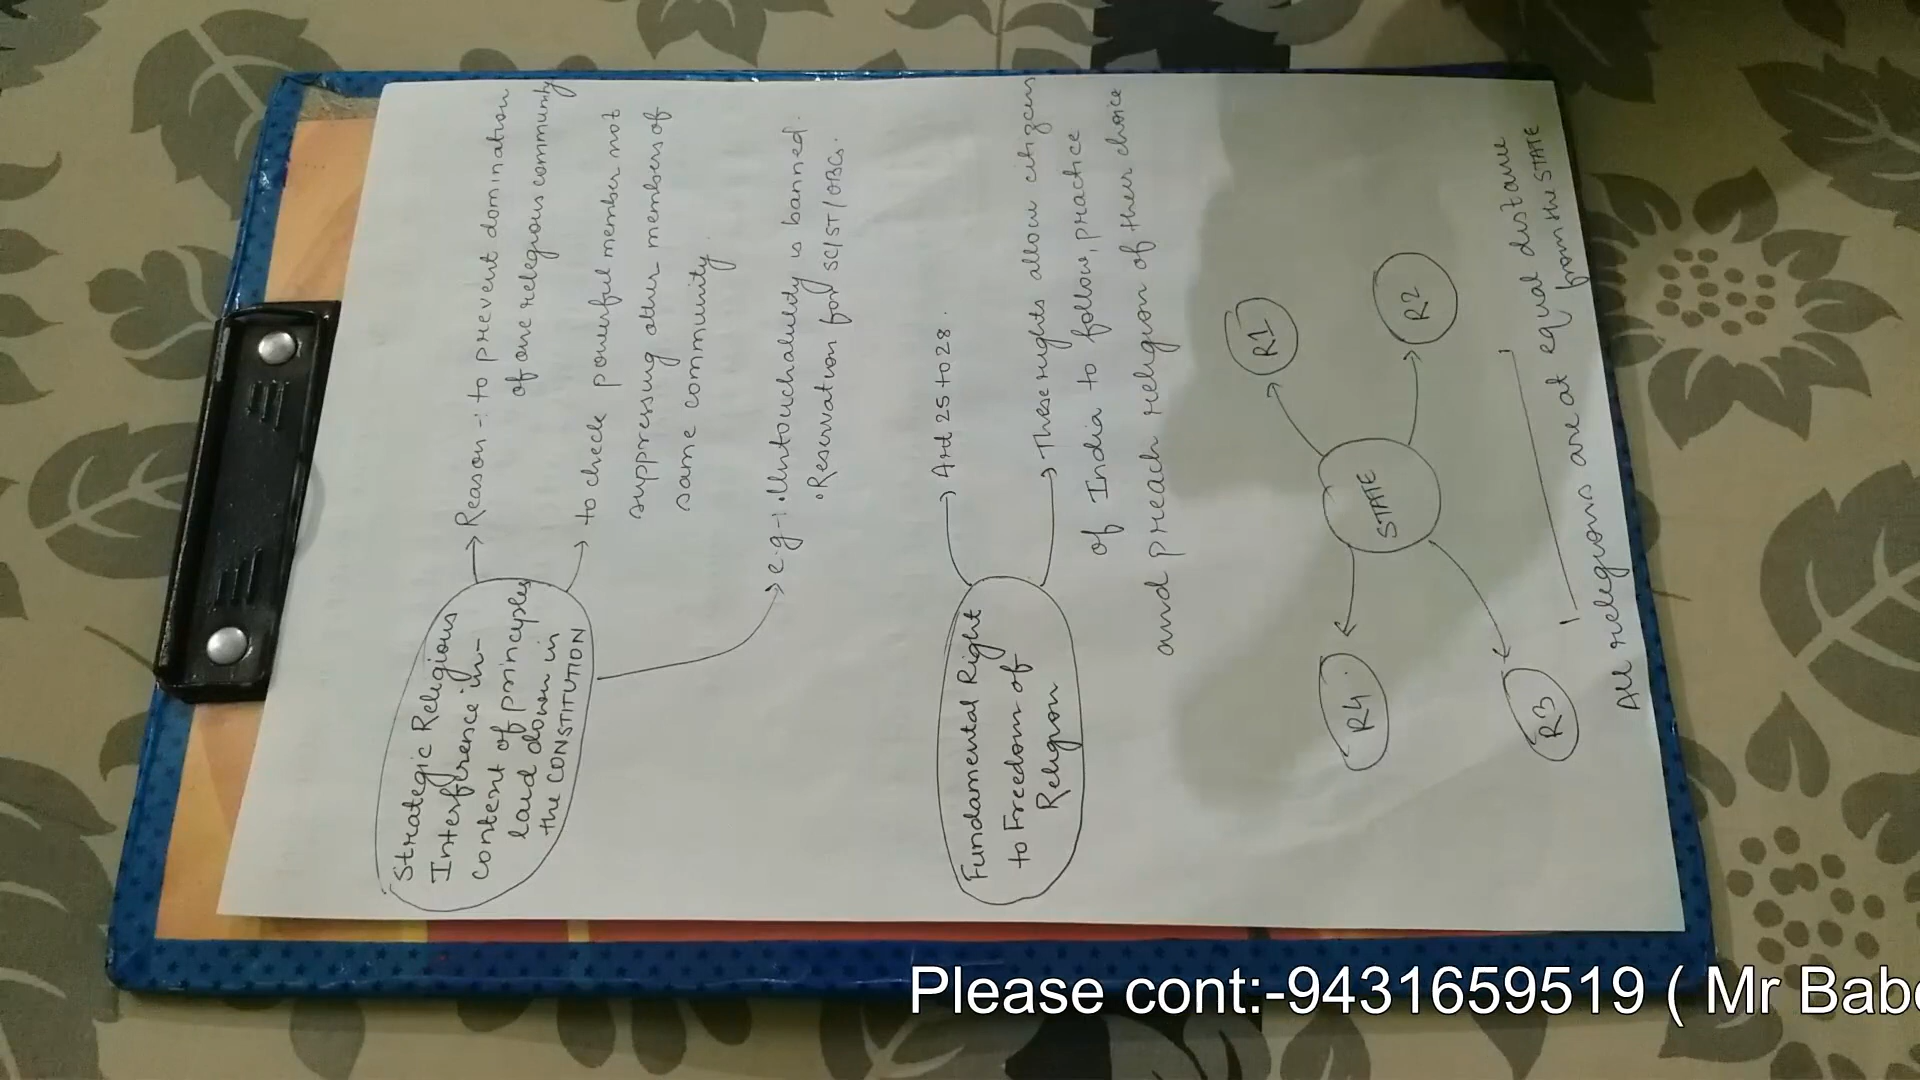 Strategic Religious
Interference in-
context of principles
laid down in
the CONSTITUTION
Reason -: to prevent domination
of one religious community
to check powerful member not
suppressing other members of
same community
e.g -: • Untouchability is banned.
• Reservation for SC/ST/OBCs.
Fundamental Right
to Freedom of
Religion
Art 25 to 28.
These rights allow citizens
of India to follow, practice
and preach religion of their choice
R1
R2
STATE
R4.
R3
All religions are at equal distance
from the STATE
Please cont:-9431659519 ( Mr Babo